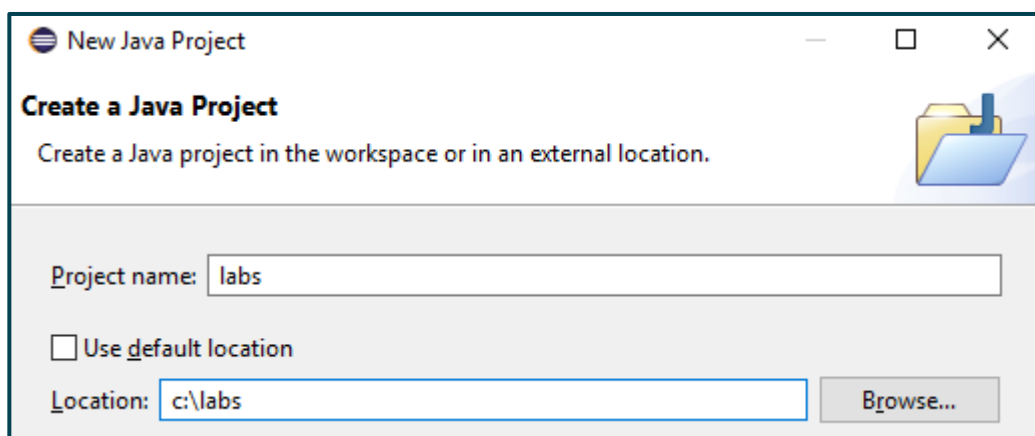 New Java Project
Create a Java Project
Create a Java project in the workspace or in an external location.
Project name: labs
Use default location
Location: c:\labs Browse...